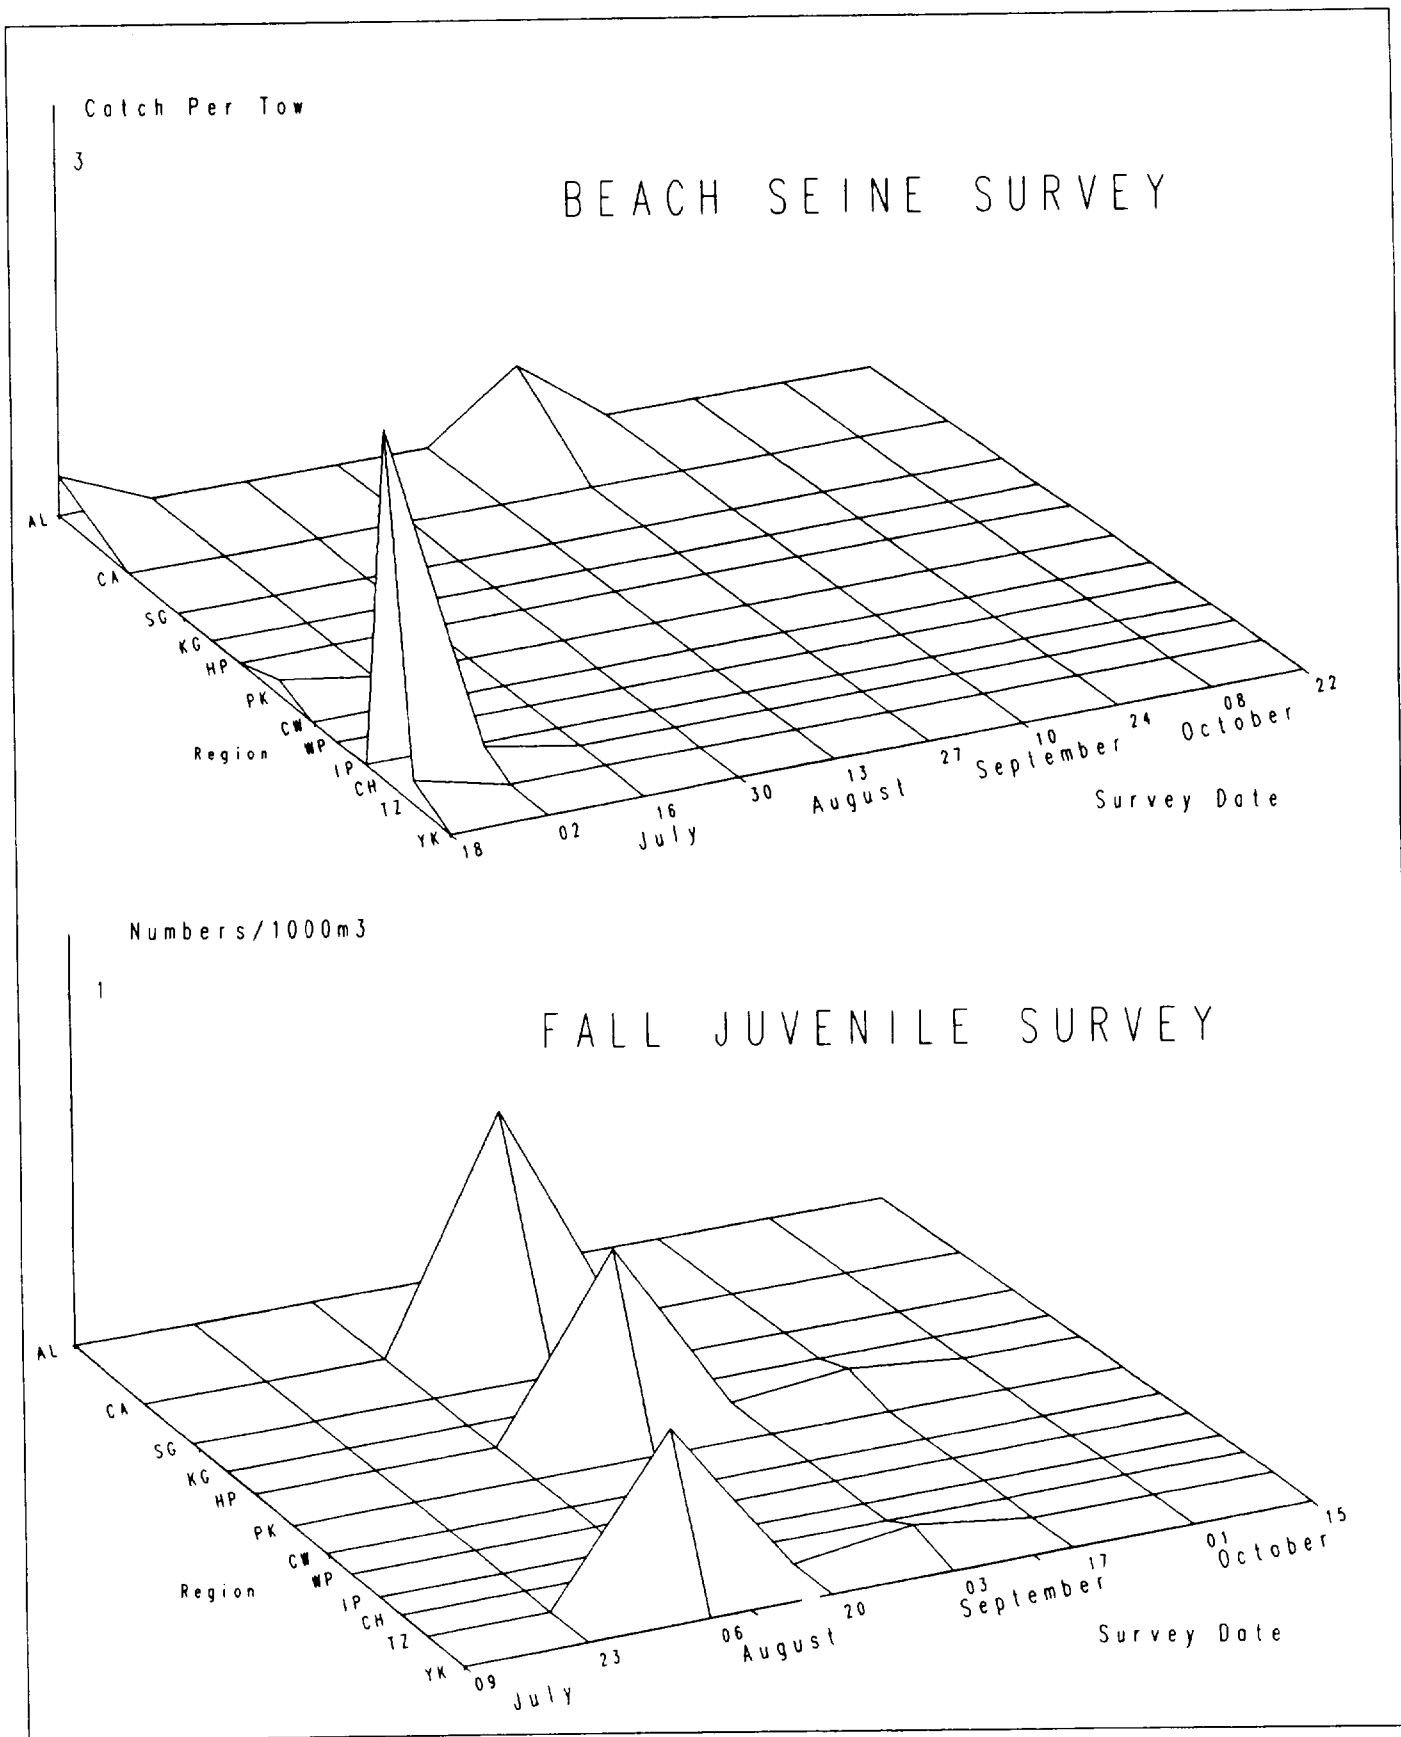 Catch Per Tow
3
BEACH SEINE SURVEY
AL
CA
SG
KG
HP
PK
CW
WP
IP
CH
TZ
YK
Region
18
02
16
30
13
27
10
24
08
22
July
August
September
October
Survey Date
Numbers/1000m3
1
FALL JUVENILE SURVEY
AL
CA
SG
KG
HP
PK
CW
WP
IP
CH
TZ
YK
Region
09
23
06
20
03
17
01
15
July
August
September
October
Survey Date